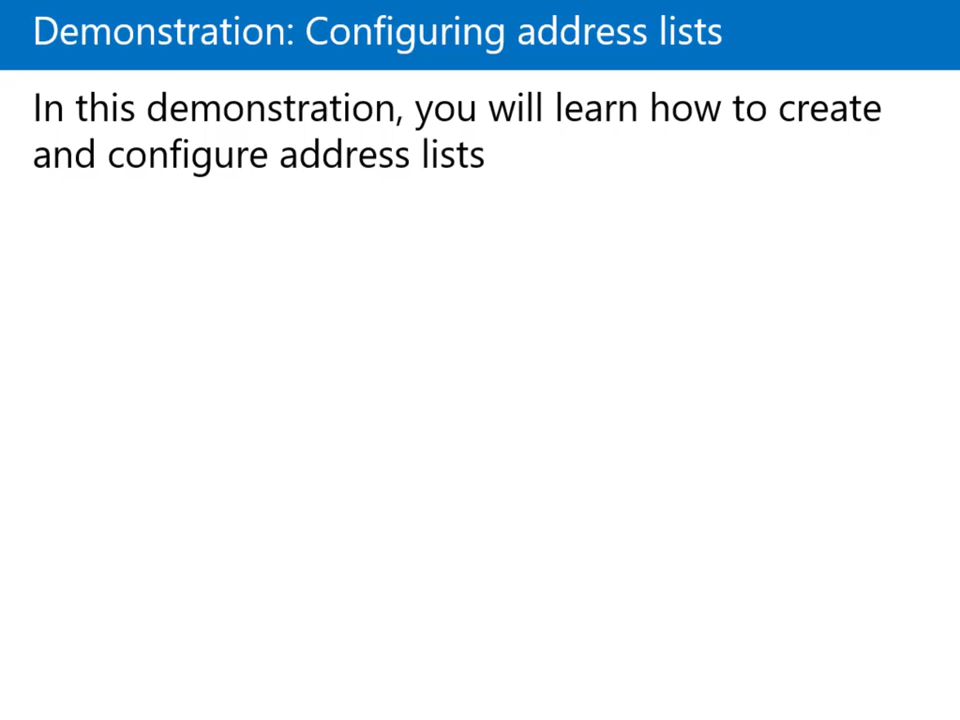 Demonstration: Configuring address lists
In this demonstration, you will learn how to create
and configure address lists